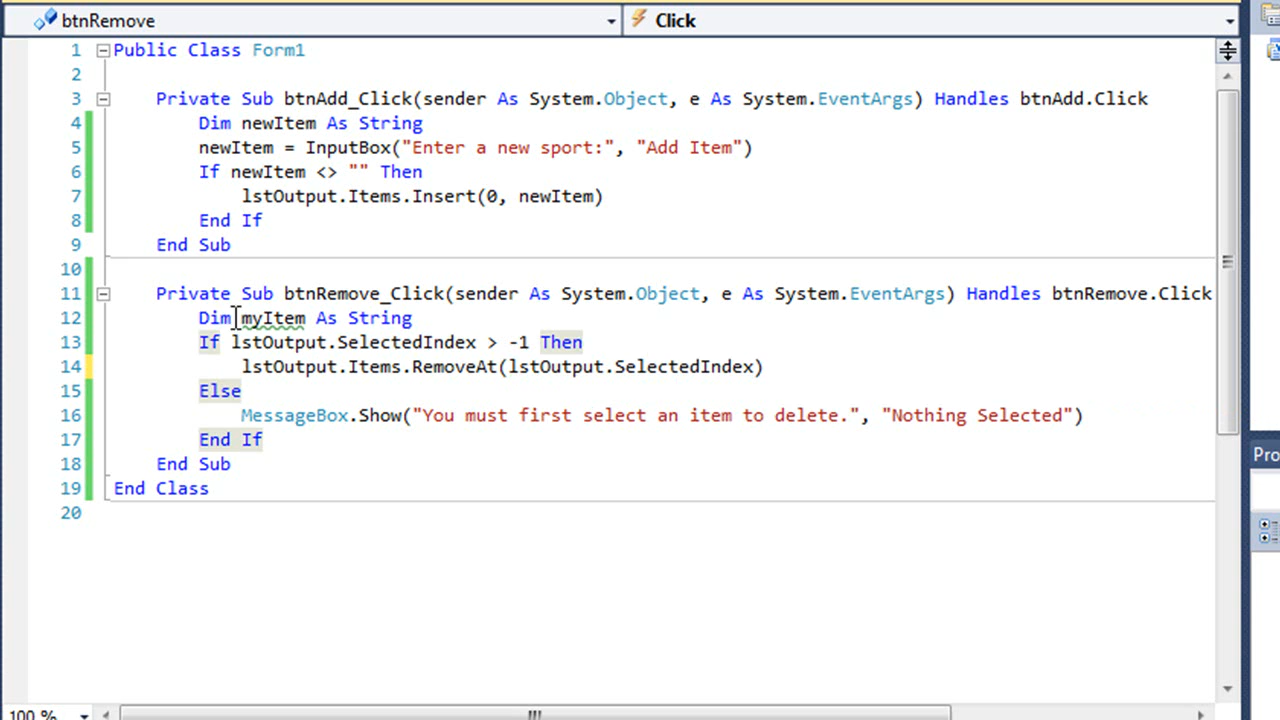 btnRemove Click
1 Public Class Form1
2
3 Private Sub btnAdd_Click(sender As System.Object, e As System.EventArgs) Handles btnAdd.Click
4 Dim newItem As String
5 newItem = InputBox("Enter a new sport:", "Add Item")
6 If newItem <> "" Then
7 lstOutput.Items.Insert(0, newItem)
8 End If
9 End Sub
10
11 Private Sub btnRemove_Click(sender As System.Object, e As System.EventArgs) Handles btnRemove.Click
12 Dim myItem As String
13 If lstOutput.SelectedIndex > -1 Then
14 lstOutput.Items.RemoveAt(lstOutput.SelectedIndex)
15 Else
16 MessageBox.Show("You must first select an item to delete.", "Nothing Selected")
17 End If
18 End Sub
19 End Class
20
Pro
100 %